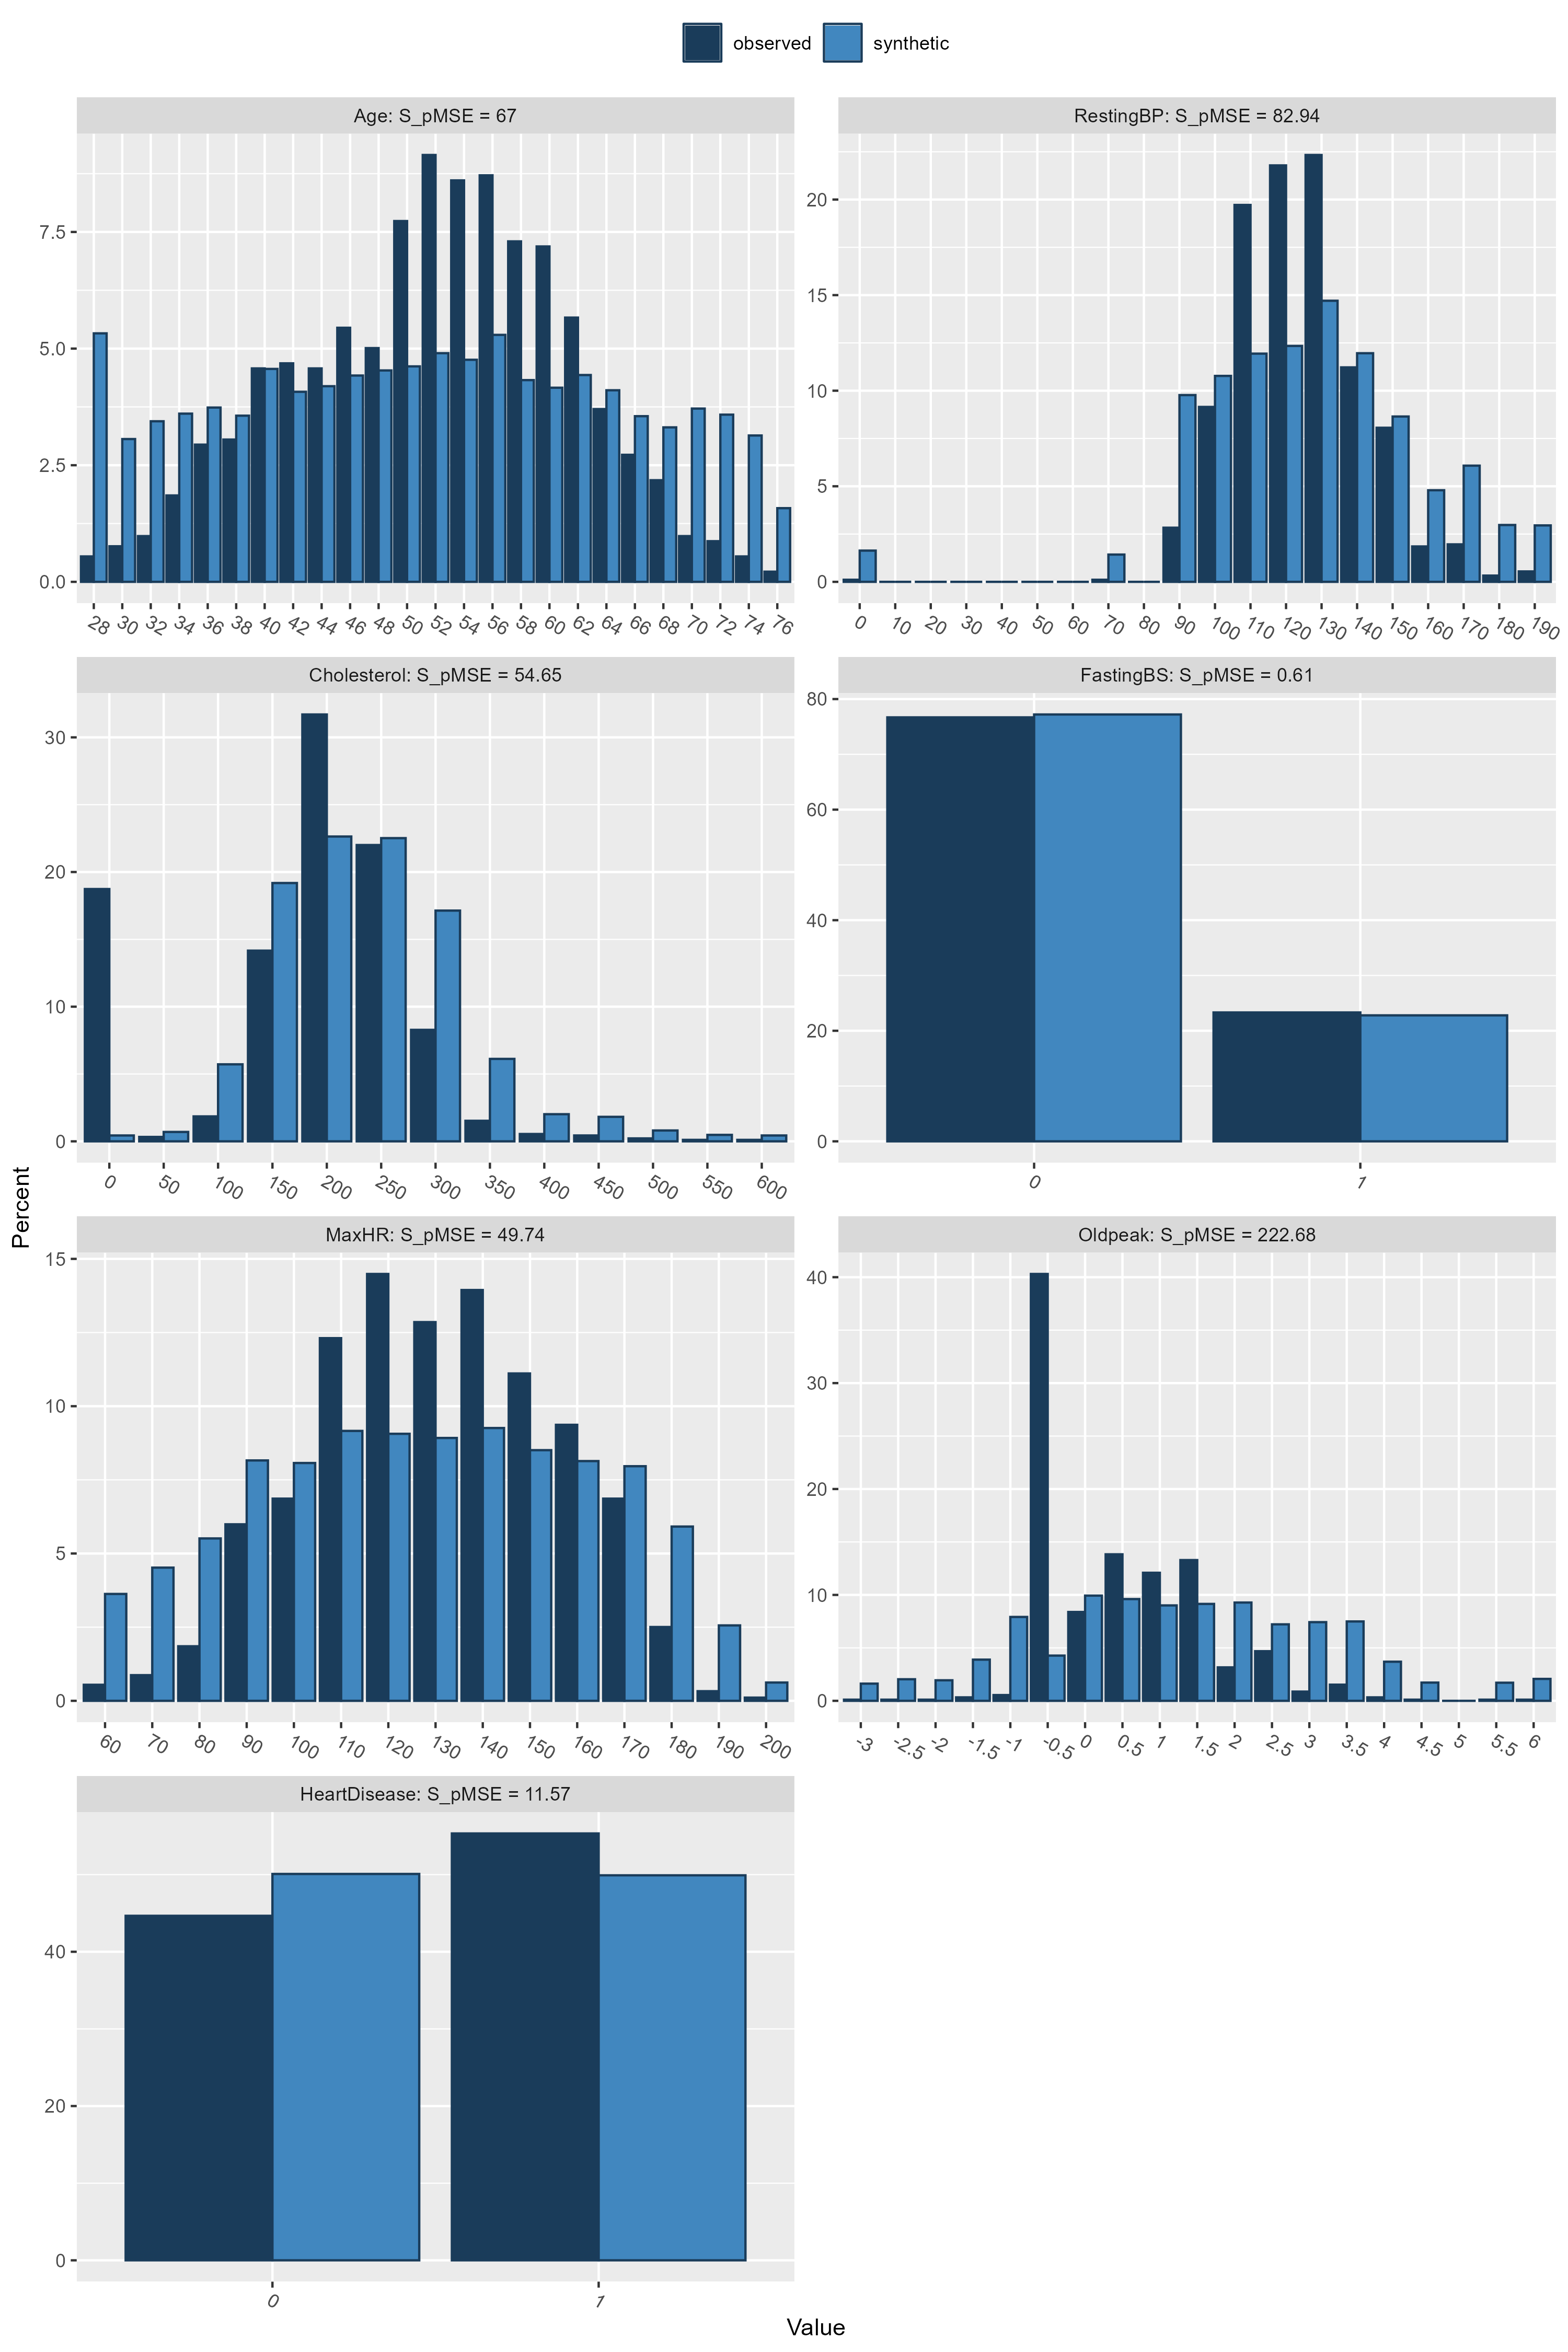 observed synthetic
Age: S_pMSE = 67
7.5
5.0
2.5
0.0
28 30 32 34 36 38 40 42 44 46 48 50 52 54 56 58 60 62 64 66 68 70 72 74 76
RestingBP: S_pMSE = 82.94
20
15
10
5
0
0 10 20 30 40 50 60 70 80 90 100 110 120 130 140 150 160 170 180 190
Cholesterol: S_pMSE = 54.65
30
20
10
0
0 50 100 150 200 250 300 350 400 450 500 550 600
FastingBS: S_pMSE = 0.61
80
60
40
20
0
0 1
Percent
MaxHR: S_pMSE = 49.74
15
10
5
0
60 70 80 90 100 110 120 130 140 150 160 170 180 190 200
Oldpeak: S_pMSE = 222.68
40
30
20
10
0
-3 -2.5 -2 -1.5 -1 -0.5 0 0.5 1 1.5 2 2.5 3 3.5 4 4.5 5 5.5 6
HeartDisease: S_pMSE = 11.57
40
20
0
0 1
Value